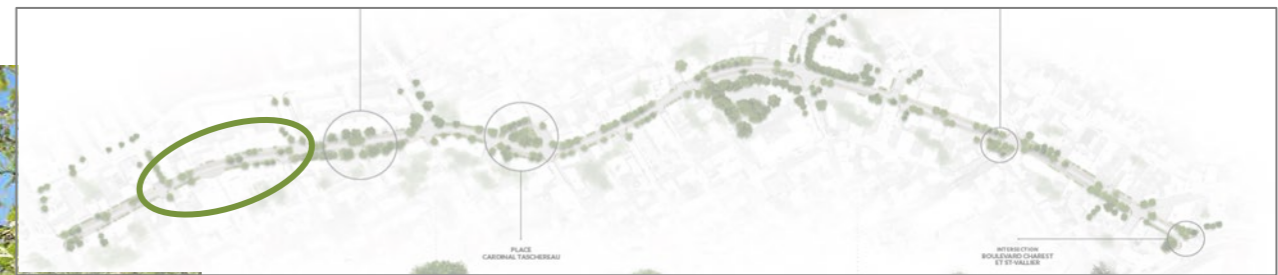 PLACE
CARDINAL TASCHEREAU
INTERSECTION
BOULEVARD CHAREST
ET ST-VALLIER